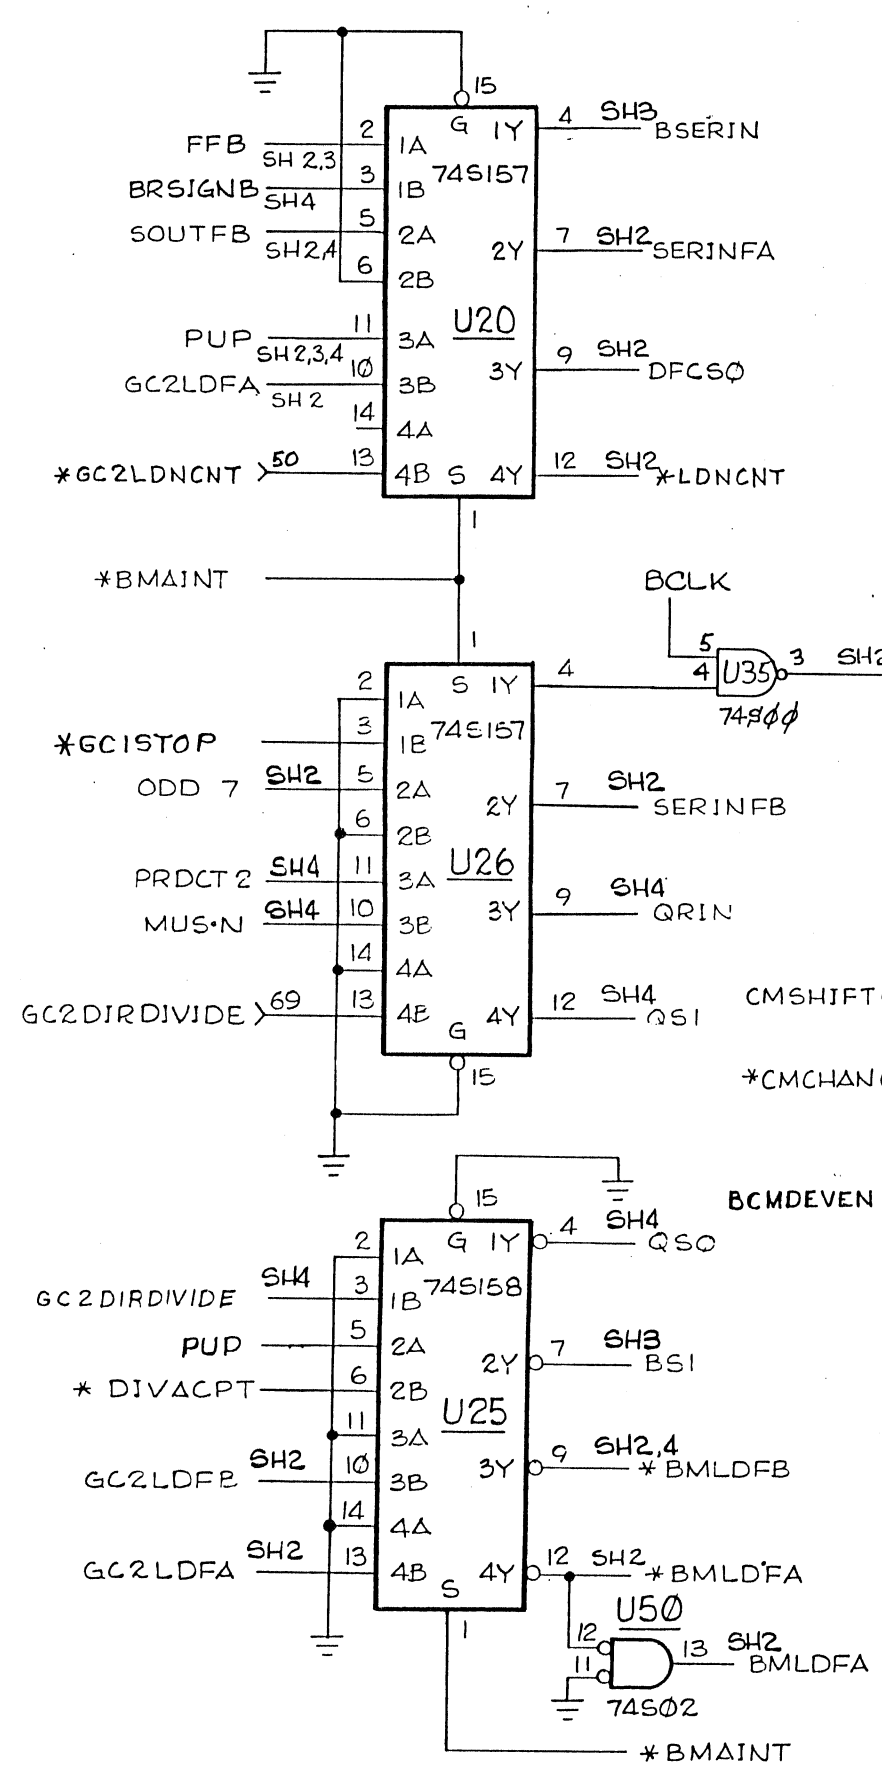 15
G 1Y 4 SH3 BSERIN
FFB SH 2,3 2 1A
74S157
BRSIGNB SH4 3 1B
SOUTFB SH2,4 5 2A
2Y 7 SH2 SERINFA
6 2B
U20
PUP SH2,3,4 11 3A
3Y 9 SH2 DFCSØ
GC2LDFA SH2 1Ø 3B
14 4A
*GC2LDNCNT 50 13 4B S 4Y 12 SH2 *LDNCNT
1
*BMAINT
BCLK
1
5
4 U35 3 SH2
74SØØ
2 1A S 1Y 4
*GC1STOP 3 1B 74S157
ODD 7 SH2 5 2A
2Y 7 SH2 SERINFB
6 2B
U26
PRDCT2 SH4 11 3A
3Y 9 SH4 QRIN
MUS·N SH4 10 3B
14 4A
GC2DIRDIVIDE 69 13 4B G 4Y 12 SH4 QS1
15
CMSHIFT
*CMCHAN
BCMDEVEN
15
2 1A G 1Y 4 SH4 QSO
74S158
GC2DIRDIVIDE SH4 3 1B
PUP 5 2A
2Y 7 SH3 BS1
* DIVACPT 6 2B
U25
11 3A
3Y 9 SH2,4 *BMLDFB
GC2LDFB SH2 1Ø 3B
14 4A
GC2LDFA SH2 13 4B S 4Y 12 SH2 *BMLDFA
1
U5Ø
12
11 13 SH2 BMLDFA
74SØ2
*BMAINT